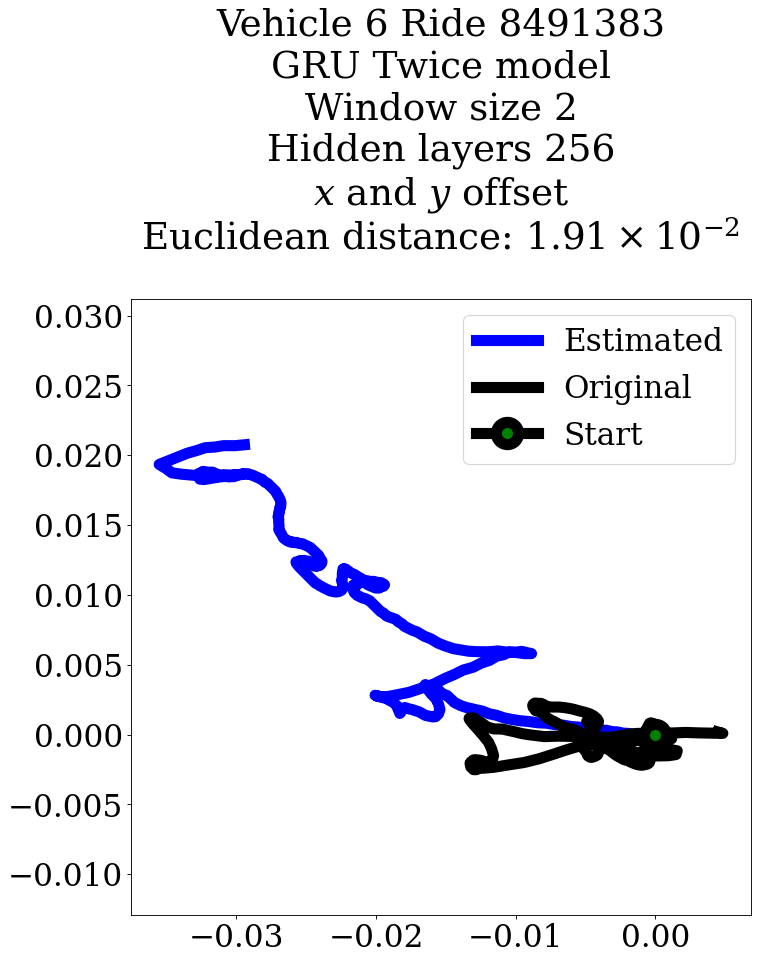 Vehicle 6 Ride 8491383
GRU Twice model
Window size 2
Hidden layers 256
x and y offset
Euclidean distance: 1.91 × 10⁻²
Estimated
Original
Start
0.030
0.025
0.020
0.015
0.010
0.005
0.000
−0.005
−0.010
−0.03 −0.02 −0.01 0.00